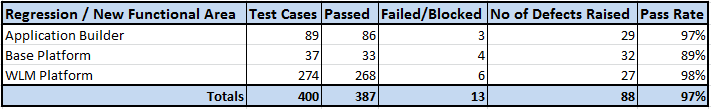 Regression / New Functional Area Test Cases Passed Failed/Blocked No of Defects Raised Pass Rate
Application Builder 89 86 3 29 97%
Base Platform 37 33 4 32 89%
WLM Platform 274 268 6 27 98%
Totals 400 387 13 88 97%